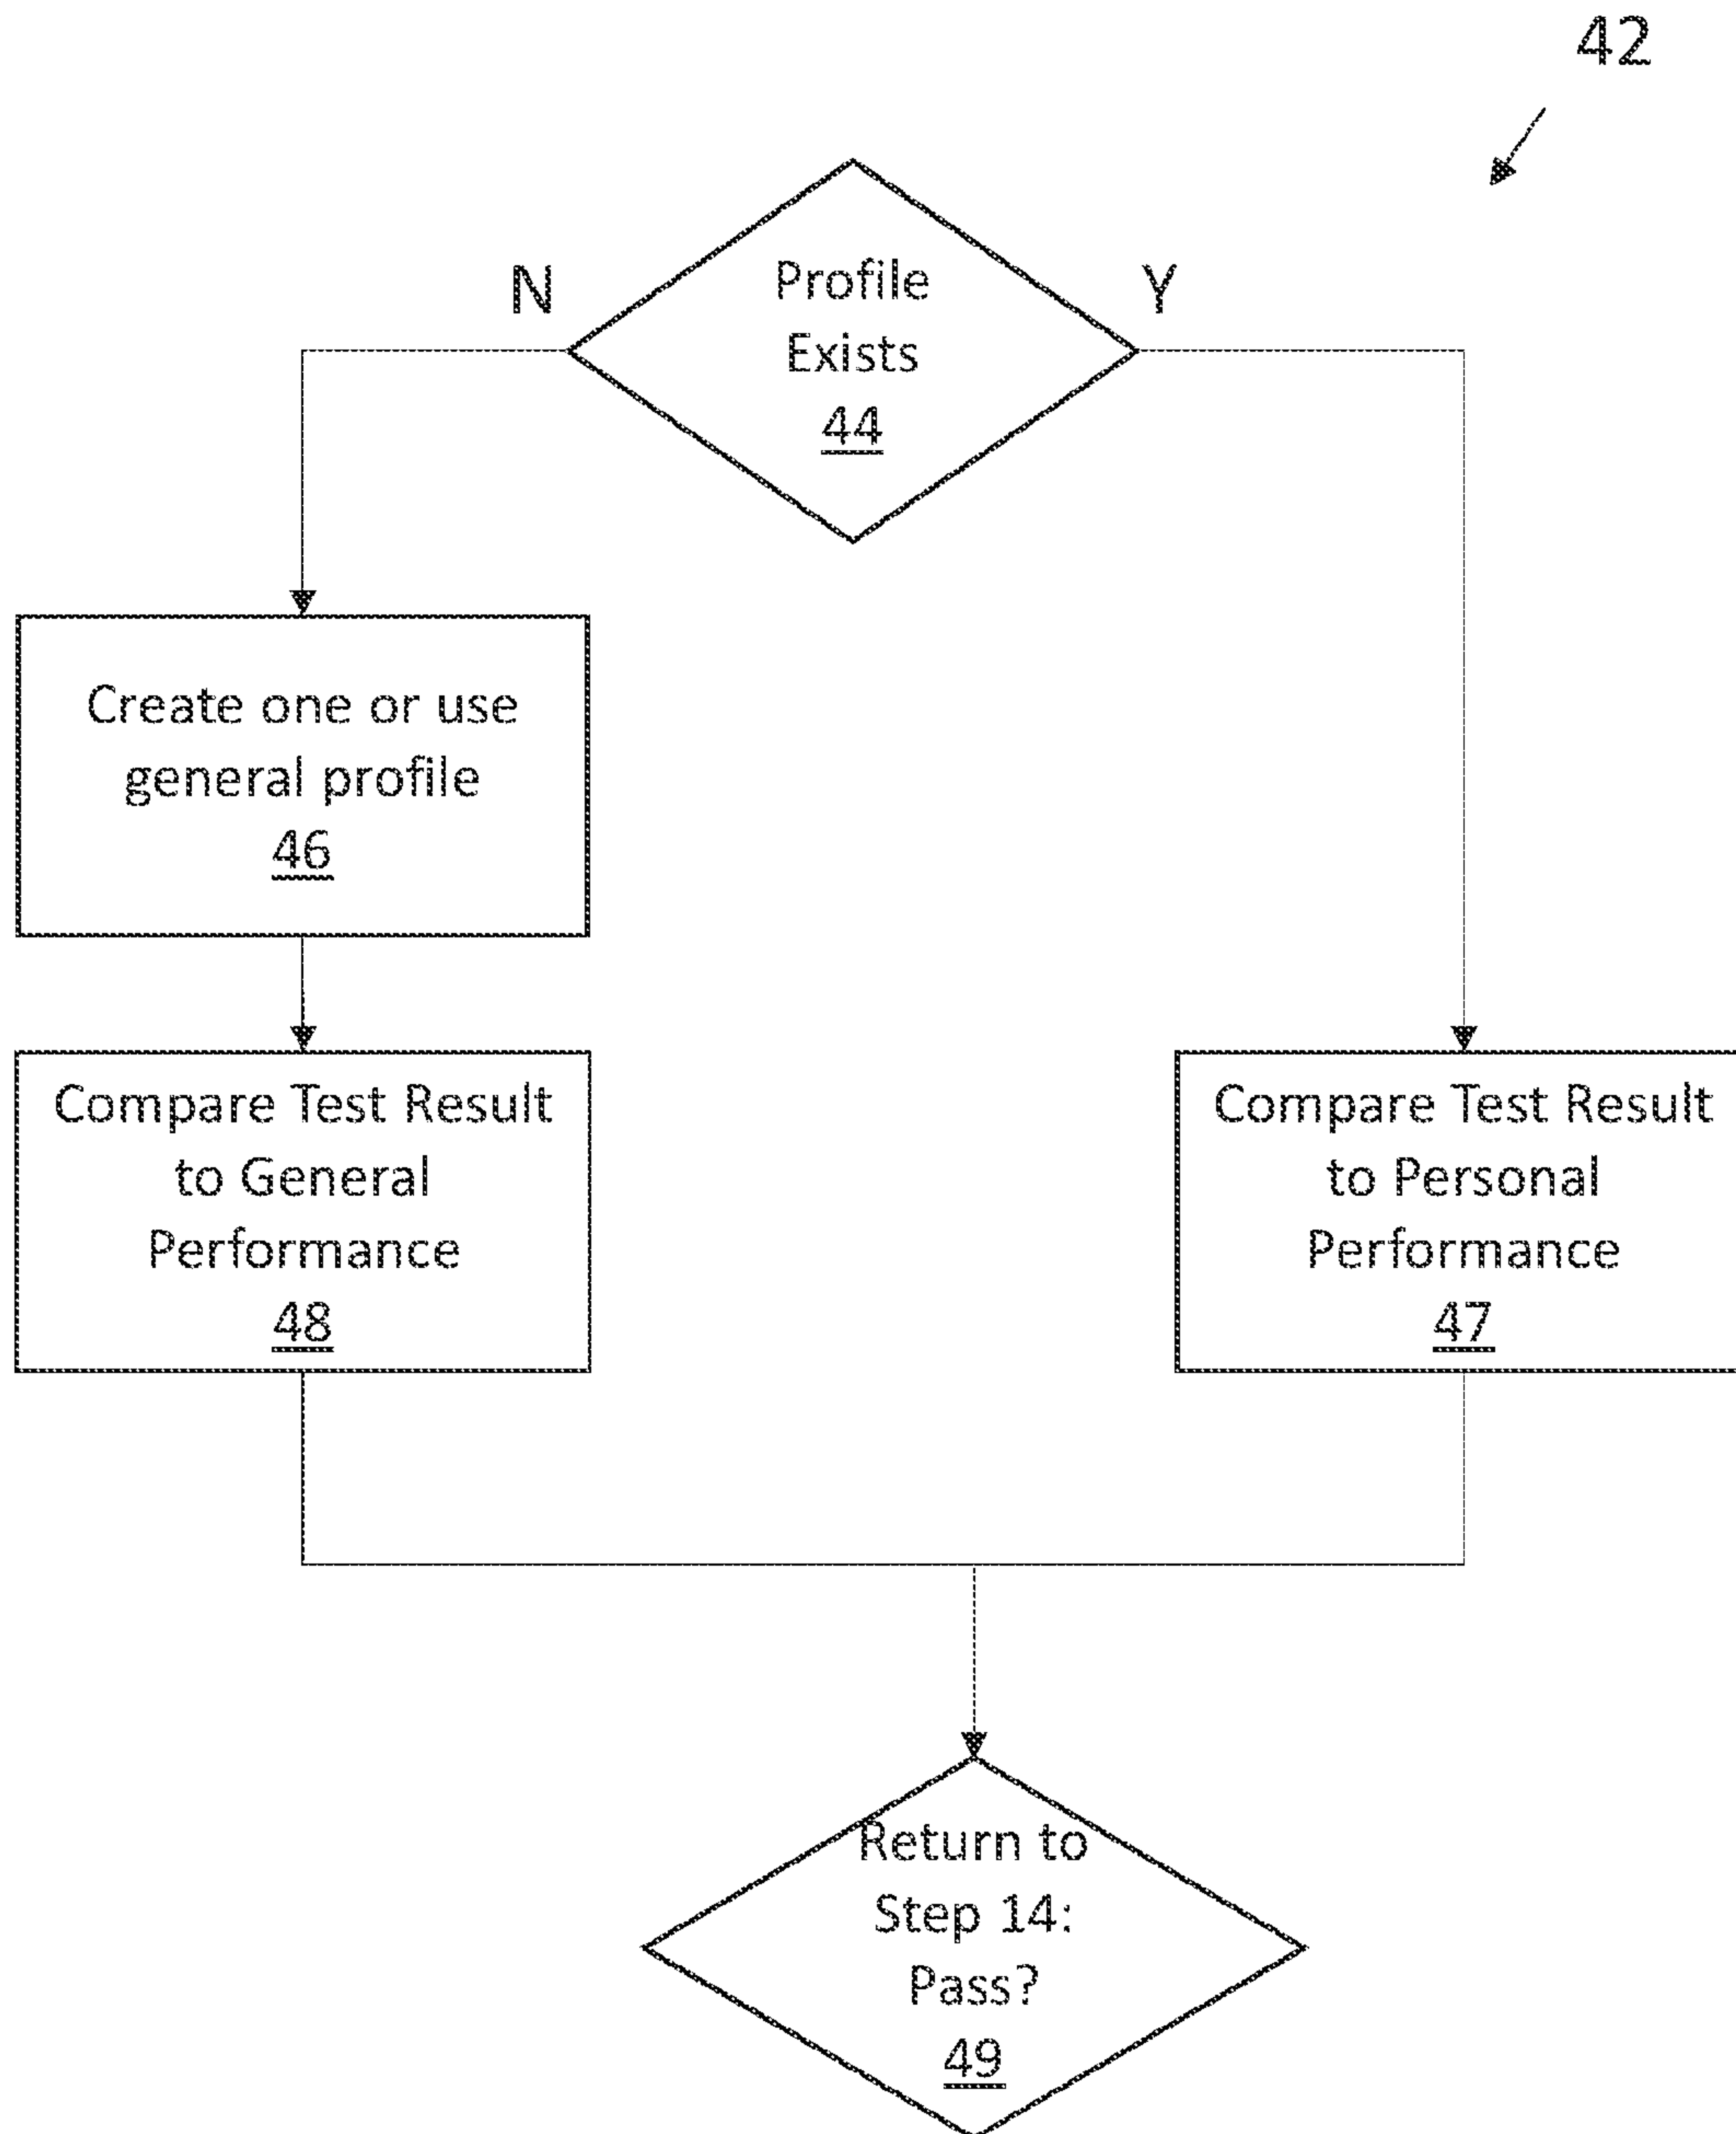 42
N
Y
Profile
Exists
44
Create one or use
general profile
46
Compare Test Result
to General
Performance
48
Compare Test Result
to Personal
Performance
47
Return to
Step 14:
Pass?
49